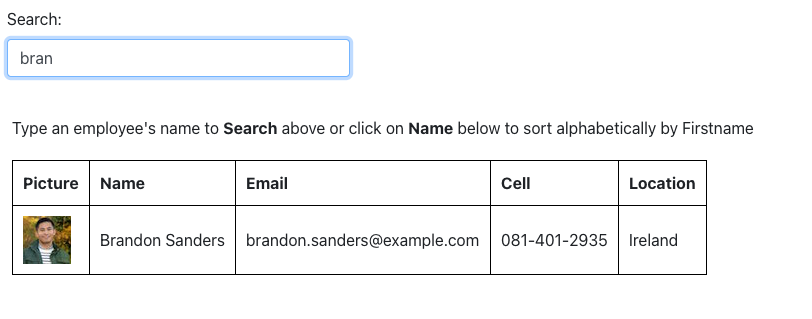 Search:
bran
Type an employee's name to Search above or click on Name below to sort alphabetically by Firstname
Picture Name Email Cell Location
Brandon Sanders brandon.sanders@example.com 081-401-2935 Ireland